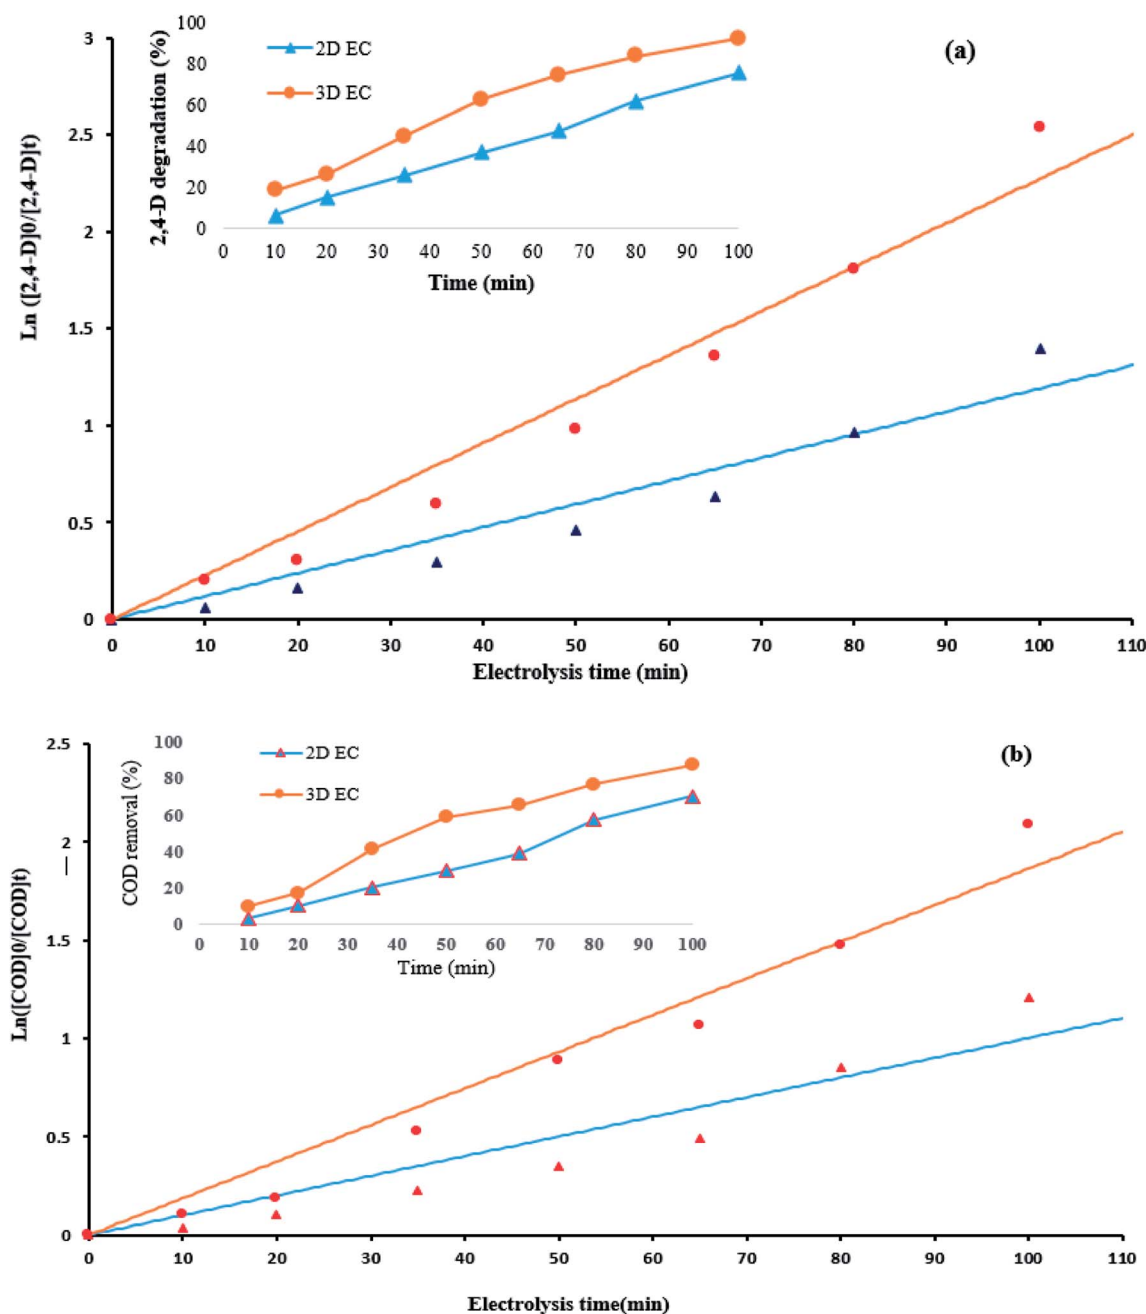 (a)
Ln ([2,4-D]0/[2,4-D]t)
3
2.5
2
1.5
1
0.5
0
0 10 20 30 40 50 60 70 80 90 100 110
Electrolysis time (min)
2,4-D degradation (%)
100
80
60
40
20
0
2D EC
3D EC
0 10 20 30 40 50 60 70 80 90 100
Time (min)
(b)
Ln([COD]0/[COD]t)
2.5
2
1.5
1
0.5
0
0 10 20 30 40 50 60 70 80 90 100 110
Electrolysis time(min)
COD removal (%)
100
80
60
40
20
0
2D EC
3D EC
0 10 20 30 40 50 60 70 80 90 100
Time (min)